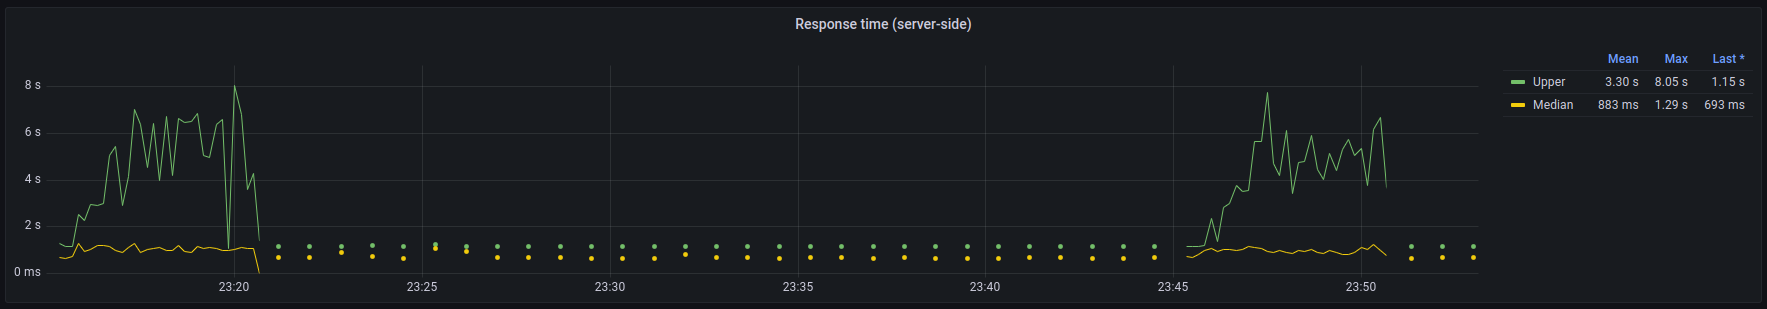 Response time (server-side)
Mean Max Last *
Upper 3.30 s 8.05 s 1.15 s
Median 883 ms 1.29 s 693 ms
8 s
6 s
4 s
2 s
0 ms
23:20 23:25 23:30 23:35 23:40 23:45 23:50